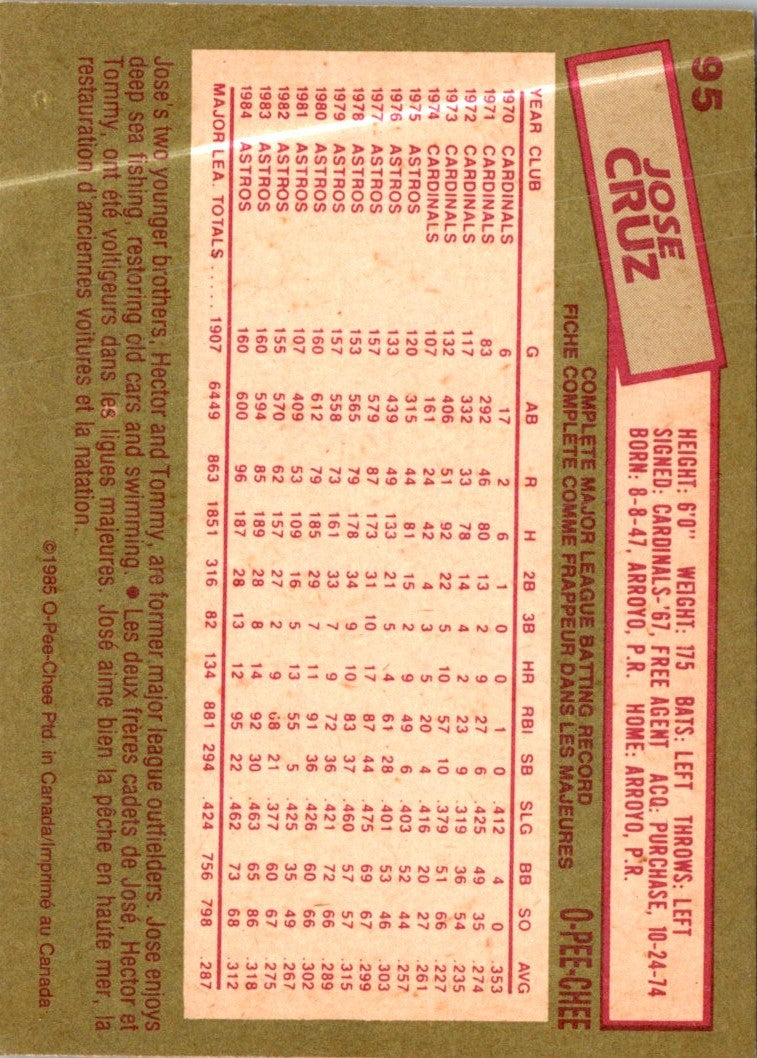 95
JOSE
CRUZ
HEIGHT: 6'0" WEIGHT: 175 BATS: LEFT THROWS: LEFT
SIGNED: CARDINALS-'67, FREE AGENT ACQ: PURCHASE, 10-24-74
BORN: 8-8-47, ARROYO, P.R. HOME: ARROYO, P.R.
COMPLETE MAJOR LEAGUE BATTING RECORD
FICHE COMPLÈTE COMME FRAPPEUR DANS LES MAJEURES O-PEE-CHEE
YEAR CLUB G AB R H 2B 3B HR RBI SB SLG BB SO AVG
1970 CARDINALS 6 17 2 6 1 0 0 1 0 .412 4 0 .353
1971 CARDINALS 83 292 46 80 13 2 9 27 6 .425 49 35 .274
1972 CARDINALS 117 332 33 78 14 4 2 23 9 .319 36 54 .235
1973 CARDINALS 132 406 51 92 22 5 10 57 10 .379 51 66 .227
1974 CARDINALS 107 161 24 42 4 3 5 20 4 .416 20 27 .261
1975 ASTROS 120 315 44 81 15 2 9 49 6 .403 52 44 .257
1976 ASTROS 133 439 49 133 21 5 4 61 28 .401 53 46 .303
1977 ASTROS 157 579 87 173 31 10 17 87 44 .475 69 67 .299
1978 ASTROS 153 565 79 178 34 9 10 83 37 .460 57 57 .315
1979 ASTROS 157 558 73 161 33 7 9 72 36 .421 72 66 .289
1980 ASTROS 160 612 79 185 29 7 11 91 36 .426 60 66 .302
1981 ASTROS 107 409 53 109 16 5 13 55 5 .425 35 49 .267
1982 ASTROS 155 570 62 157 27 2 9 68 21 .377 60 67 .275
1983 ASTROS 160 594 85 189 28 8 14 92 30 .463 65 86 .318
1984 ASTROS 160 600 96 187 28 13 12 95 22 .462 73 68 .312
MAJOR LEA. TOTALS ..... 1907 6449 863 1851 316 82 134 881 294 .424 756 798 .287
Jose's two younger brothers, Hector and Tommy, are former major league outfielders. Jose enjoys
deep sea fishing, restoring old cars and swimming. ● Les deux frères cadets de José, Hector et
Tommy, ont été voltigeurs dans les ligues majeures. José aime bien la pêche en haute mer, la
restauration d'anciennes voitures et la natation.
©1985 O-Pee-Chee Ptd. in Canada/Imprimé au Canada